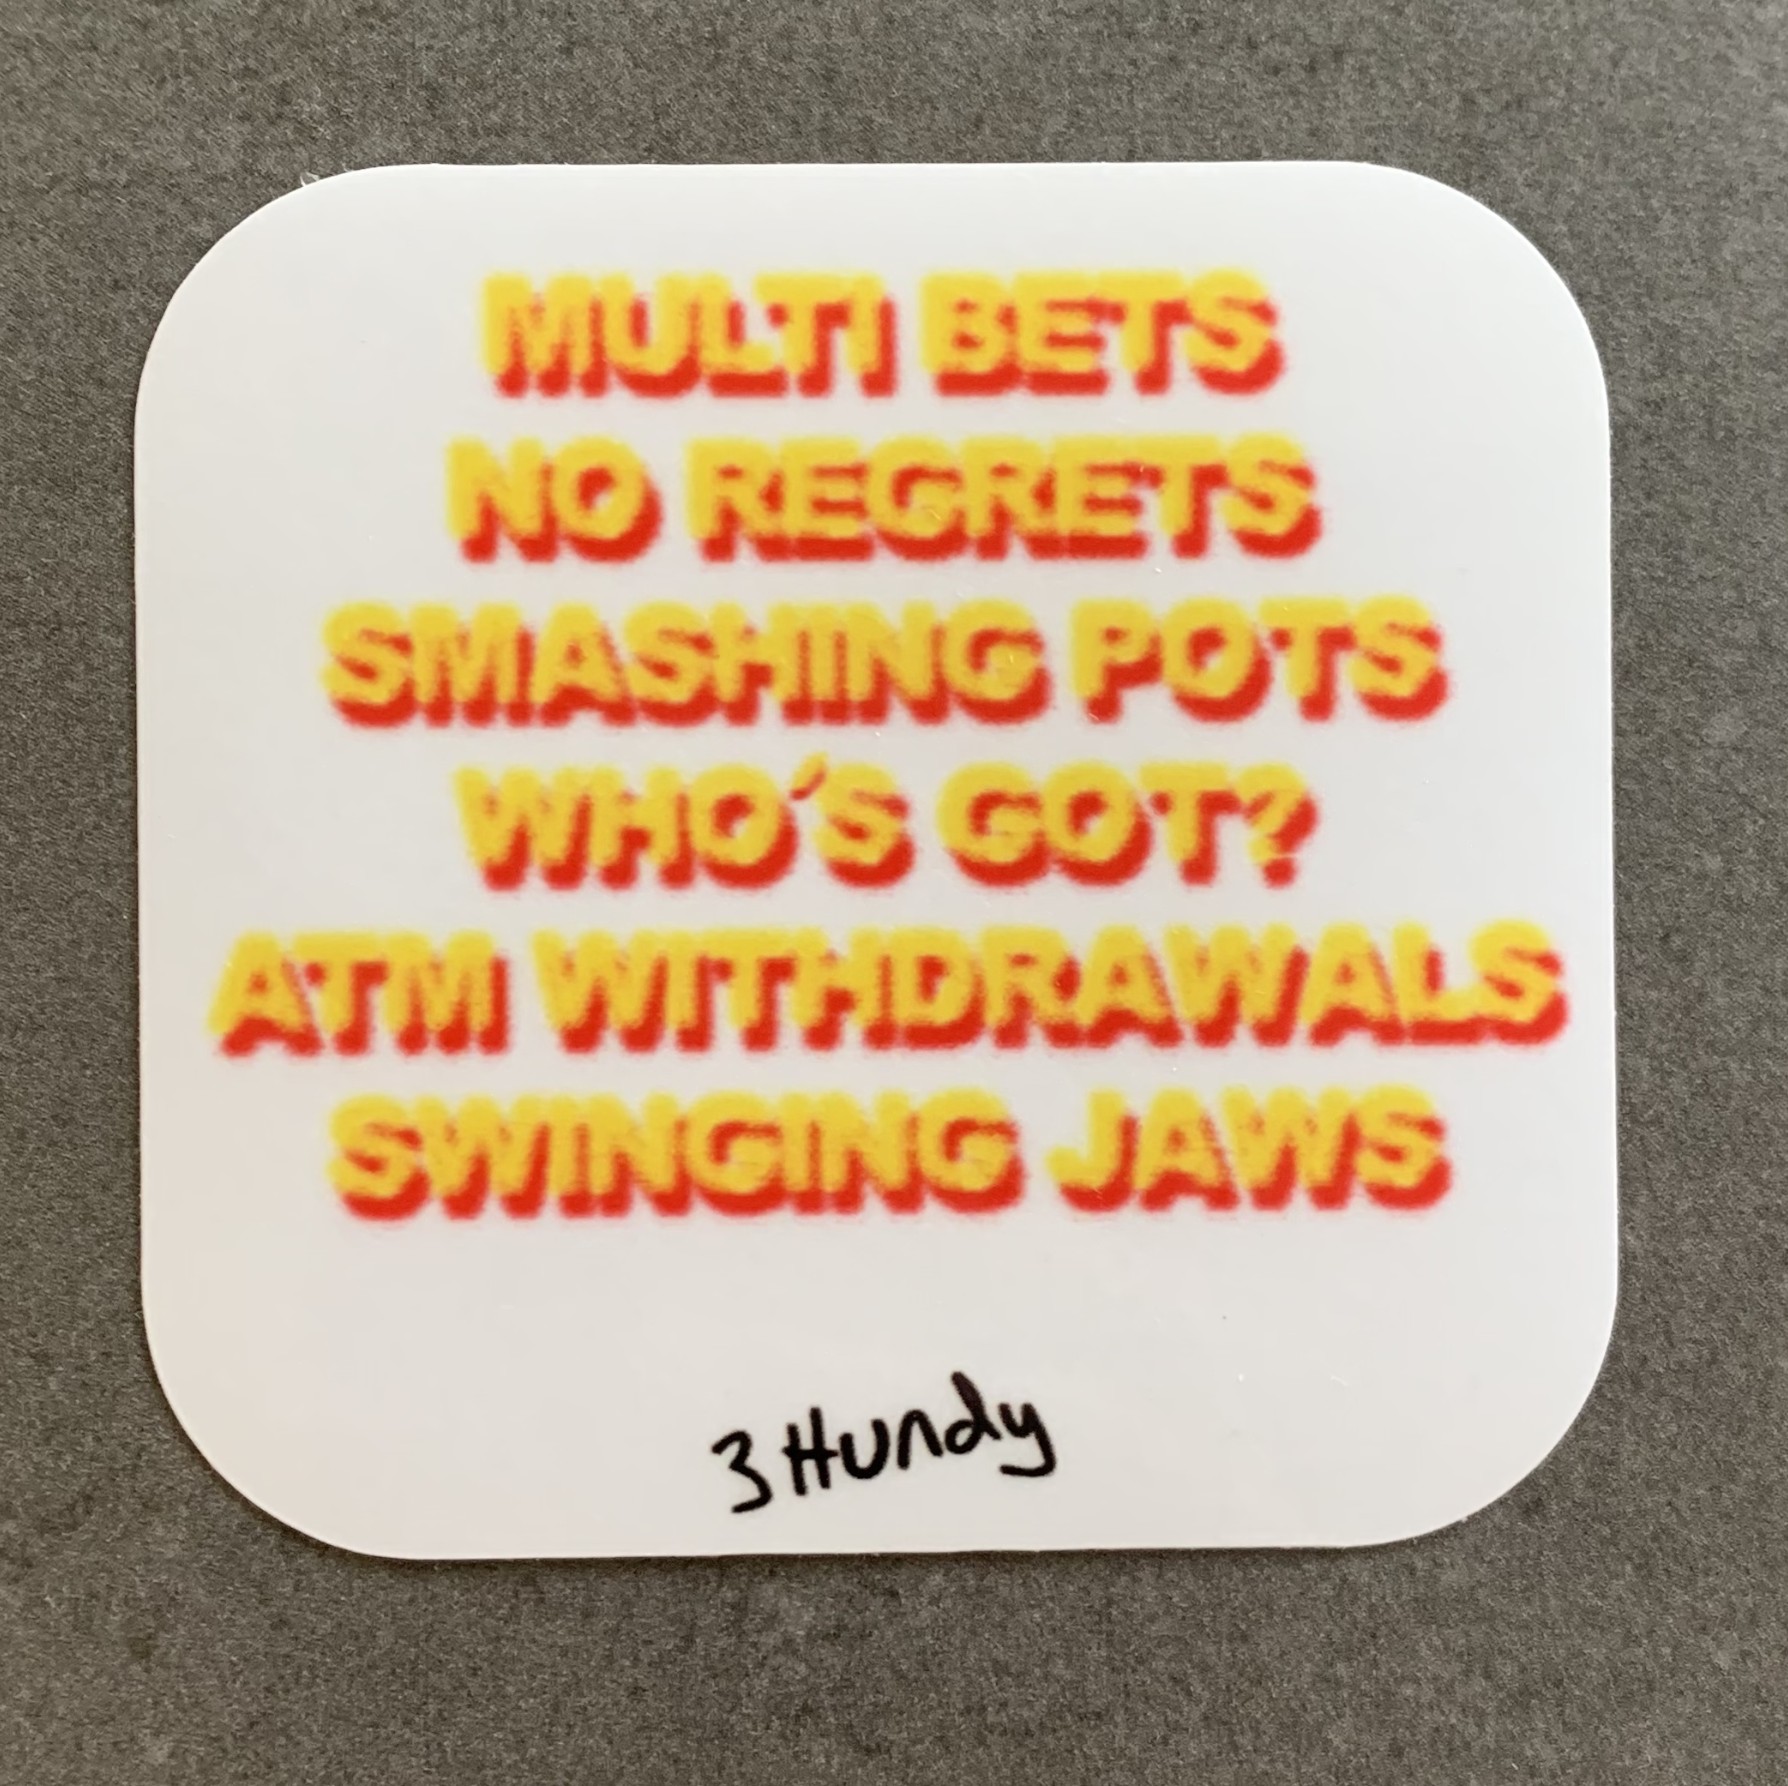 MULTI BETS
NO REGRETS
SMASHING POTS
WHO'S GOT?
ATM WITHDRAWALS
SWINGING JAWS
3 Hundy